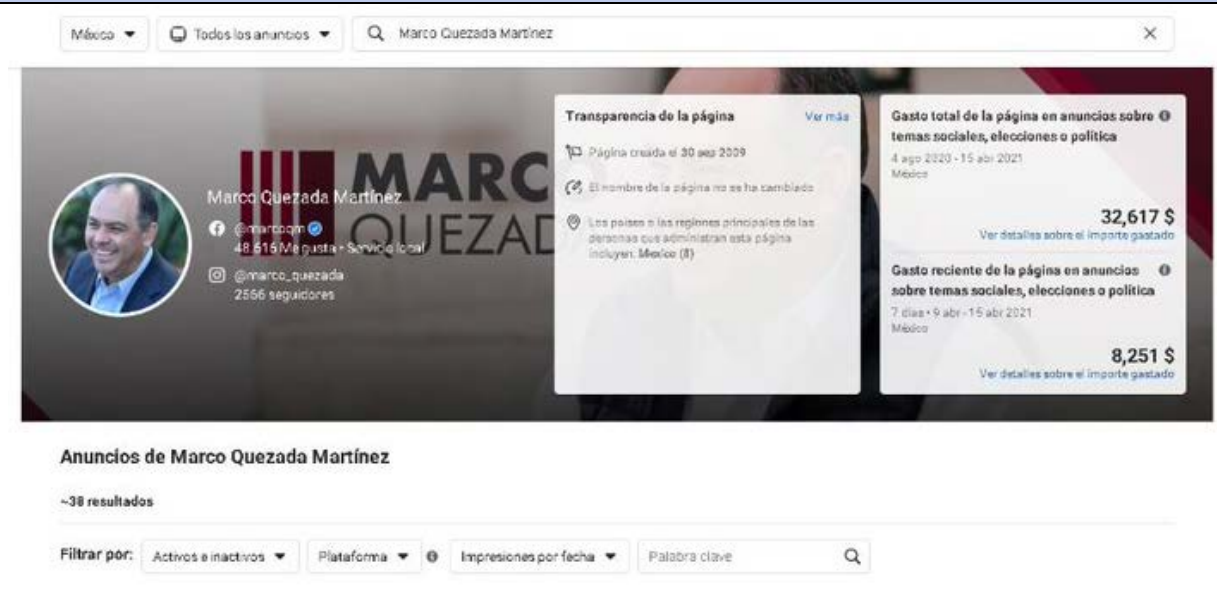 México
Todos los anuncios
Marco Quezada Martínez
MARCO
QUEZAD
Marco Quezada Martínez
@marcoqm
48.616 Me gusta • Servicio local
@marco_quezada
2556 seguidores
Transparencia de la página
Ver más
Página creada el 30 sep 2009
El nombre de la página no se ha cambiado
Los países o las regiones principales de las
personas que administran esta página
incluyen: Mexico (8)
Gasto total de la página en anuncios sobre
temas sociales, elecciones o política
4 ago 2020 - 15 abr 2021
México
32,617 $
Ver detalles sobre el importe gastado
Gasto reciente de la página en anuncios
sobre temas sociales, elecciones o política
7 días • 9 abr - 15 abr 2021
México
8,251 $
Ver detalles sobre el importe gastado
Anuncios de Marco Quezada Martínez
~38 resultados
Filtrar por:
Activos e inactivos
Plataforma
Impresiones por fecha
Palabra clave